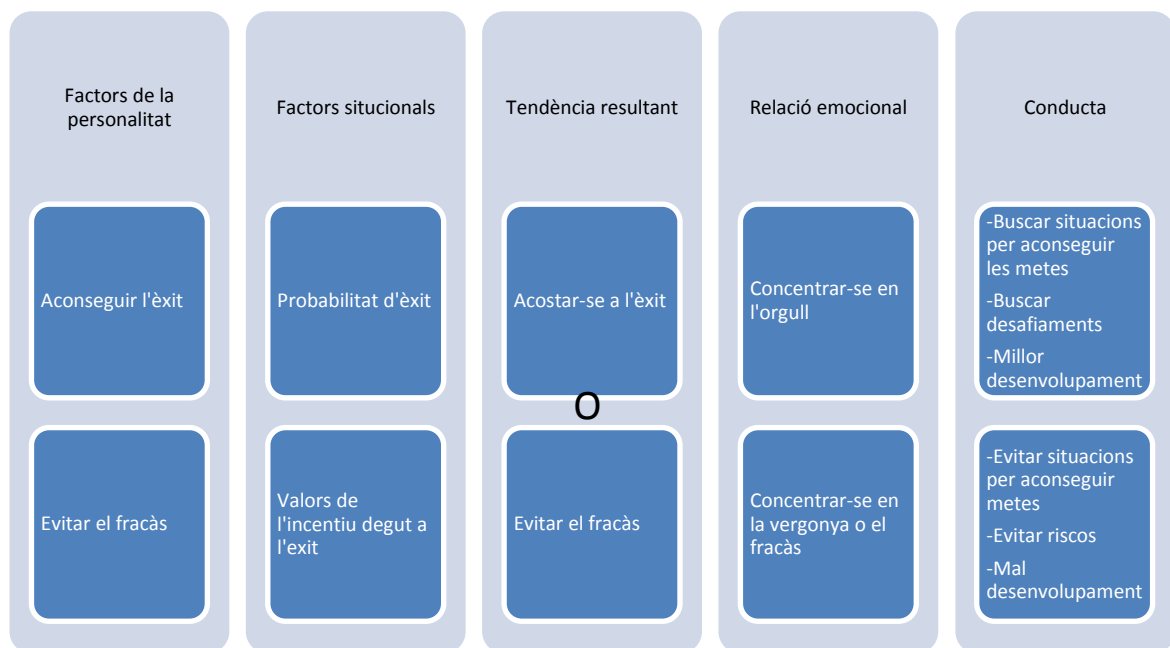 Factors de la
personalitat
Aconseguir l'èxit
Evitar el fracàs
Factors situcionals
Probabilitat d'èxit
Valors de
l'incentiu degut a
l'exit
Tendència resultant
Acostar-se a l'èxit
O
Evitar el fracàs
Relació emocional
Concentrar-se en
l'orgull
Concentrar-se en
la vergonya o el
fracàs
Conducta
-Buscar situacions
per aconseguir
les metes
-Buscar
desafiaments
-Millor
desenvolupament
-Evitar situacions
per aconseguir
metes
-Evitar riscos
-Mal
desenvolupament